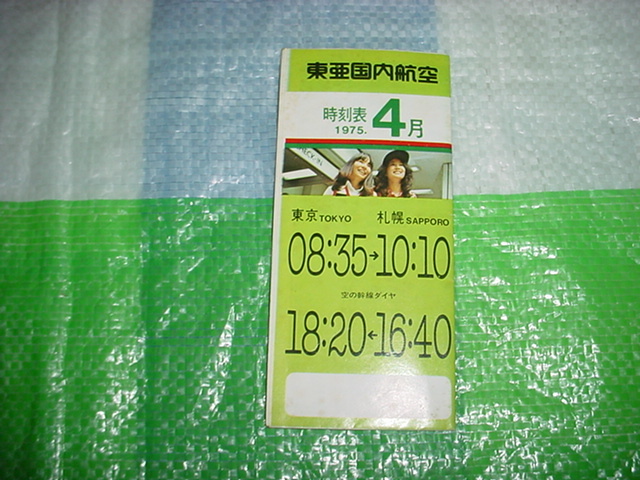 東亜国内航空
時刻表 4月
1975.
CHECK-IN
東京TOKYO 札幌SAPPORO
08:35→10:10
空の幹線ダイヤ
18:20←16:40